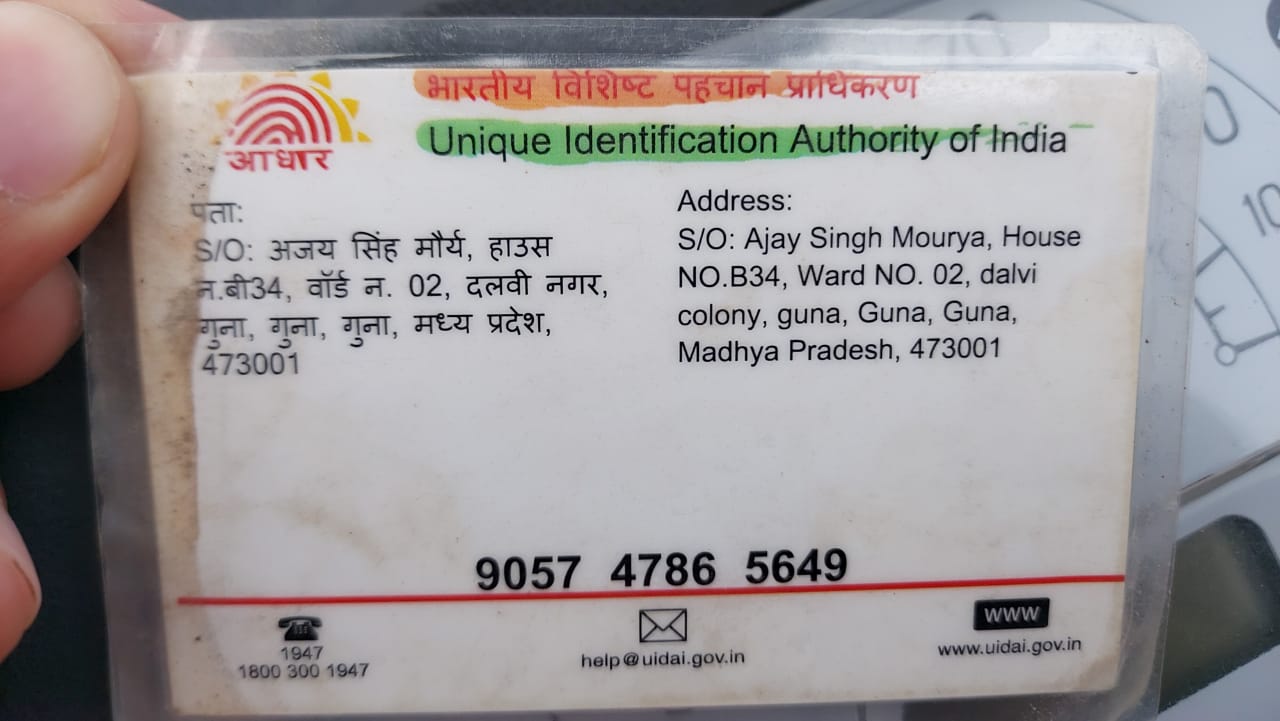 आधार
भारतीय विशिष्ट पहचान प्राधिकरण
Unique Identification Authority of India
पता:
S/O: अजय सिंह मौर्य, हाउस
न.बी34, वॉर्ड न. 02, दलवी नगर,
गुना, गुना, गुना, मध्य प्रदेश,
473001
Address:
S/O: Ajay Singh Mourya, House
NO.B34, Ward NO. 02, dalvi
colony, guna, Guna, Guna,
Madhya Pradesh, 473001
9057 4786 5649
1947
1800 300 1947
help@uidai.gov.in
www
www.uidai.gov.in